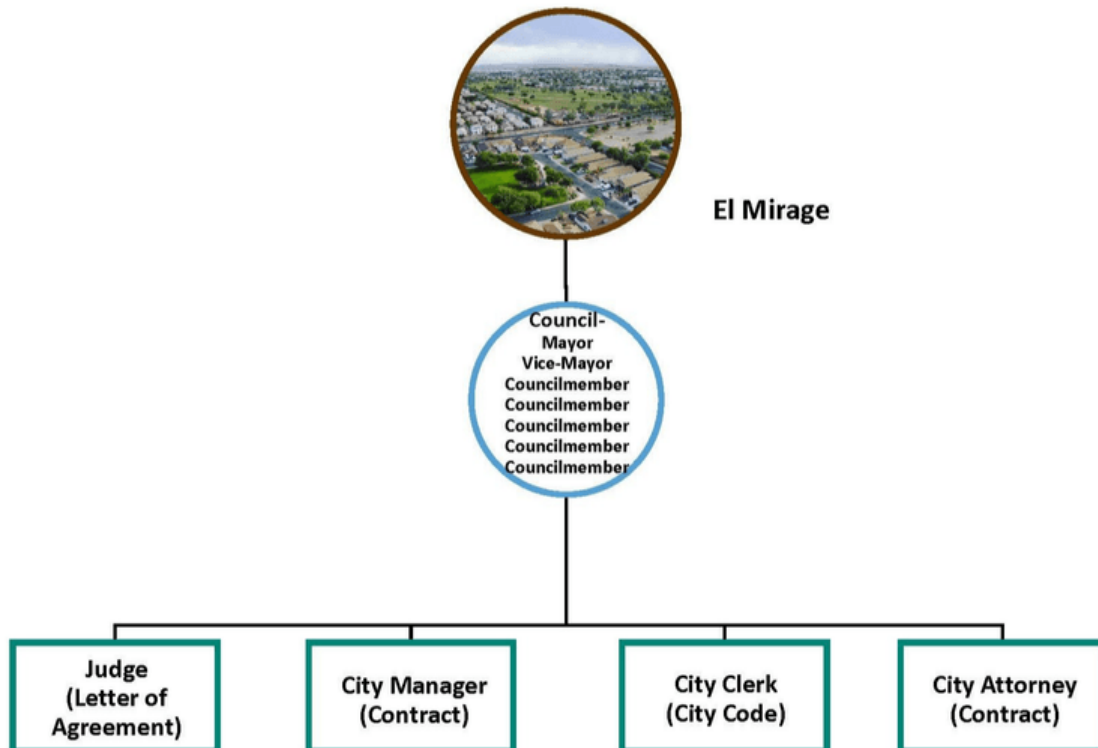 El Mirage
Council-
Mayor
Vice-Mayor
Councilmember
Councilmember
Councilmember
Councilmember
Councilmember
Judge
(Letter of
Agreement)
City Manager
(Contract)
City Clerk
(City Code)
City Attorney
(Contract)